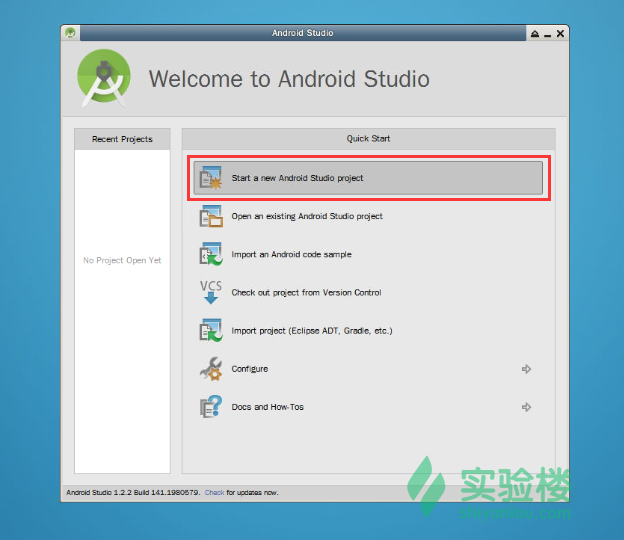 Android Studio
Welcome to Android Studio
Recent Projects
No Project Open Yet
Quick Start
Start a new Android Studio project
Open an existing Android Studio project
Import an Android code sample
VCS
Check out project from Version Control
Import project (Eclipse ADT, Gradle, etc.)
Configure
Docs and How-Tos
Android Studio 1.2.2 Build 141.1980579. Check for updates now.
实验楼
shiyanlou.com